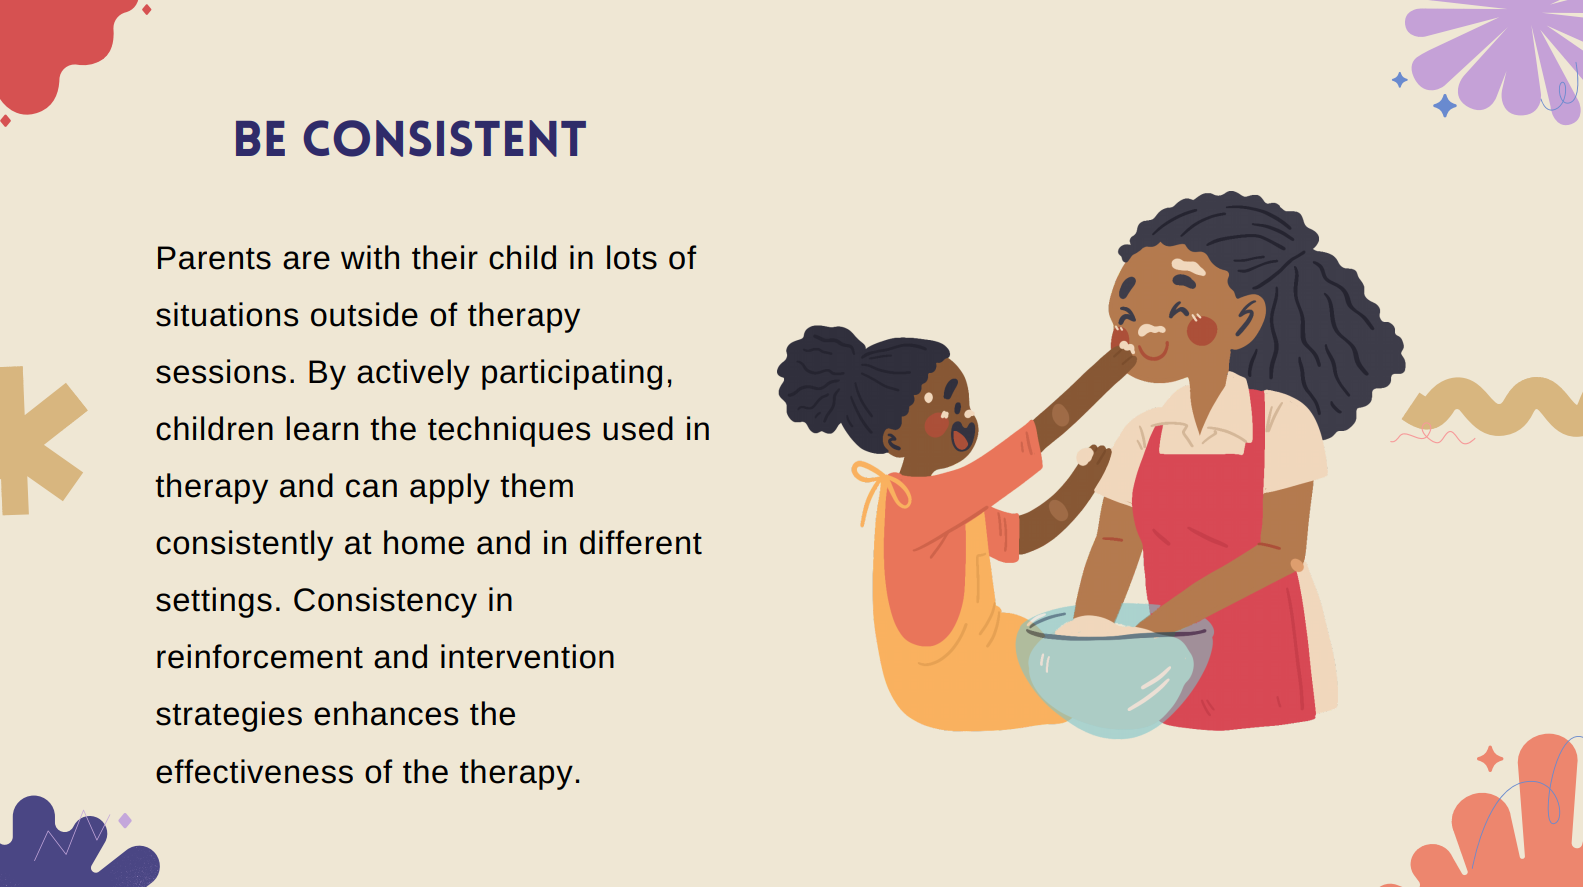 BE CONSISTENT
Parents are with their child in lots of
situations outside of therapy
sessions. By actively participating,
children learn the techniques used in
therapy and can apply them
consistently at home and in different
settings. Consistency in
reinforcement and intervention
strategies enhances the
effectiveness of the therapy.